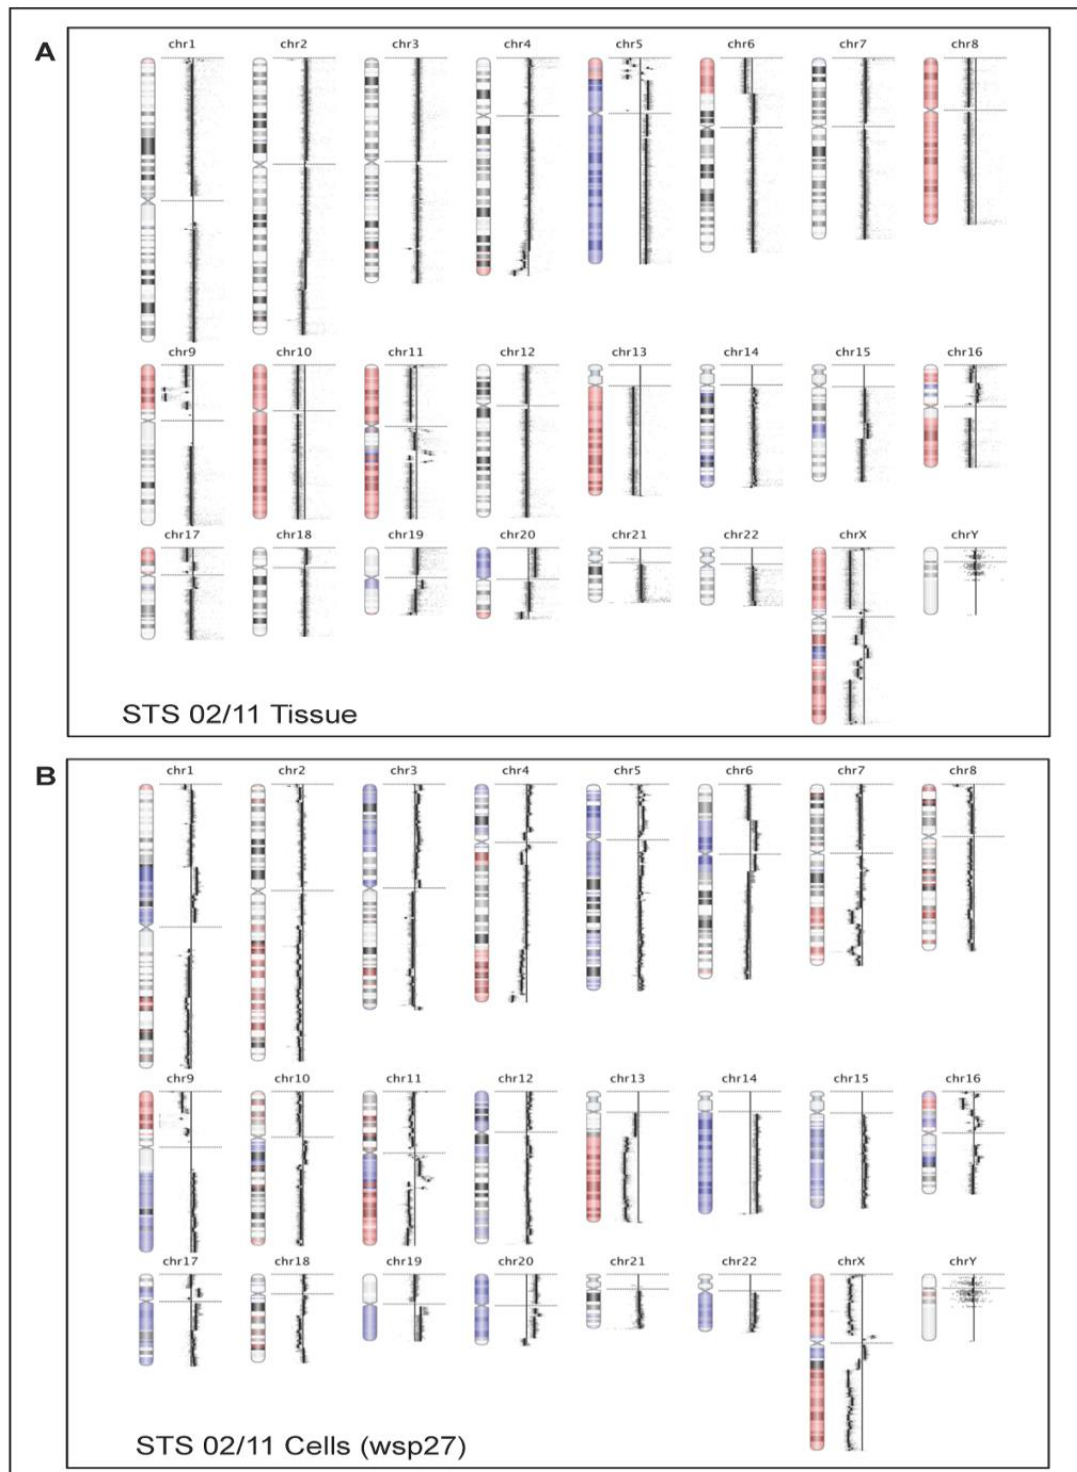 A
chr1 chr2 chr3 chr4 chr5 chr6 chr7 chr8
chr9 chr10 chr11 chr12 chr13 chr14 chr15 chr16
chr17 chr18 chr19 chr20 chr21 chr22 chrX chrY
STS 02/11 Tissue
B
chr1 chr2 chr3 chr4 chr5 chr6 chr7 chr8
chr9 chr10 chr11 chr12 chr13 chr14 chr15 chr16
chr17 chr18 chr19 chr20 chr21 chr22 chrX chrY
STS 02/11 Cells (wsp27)